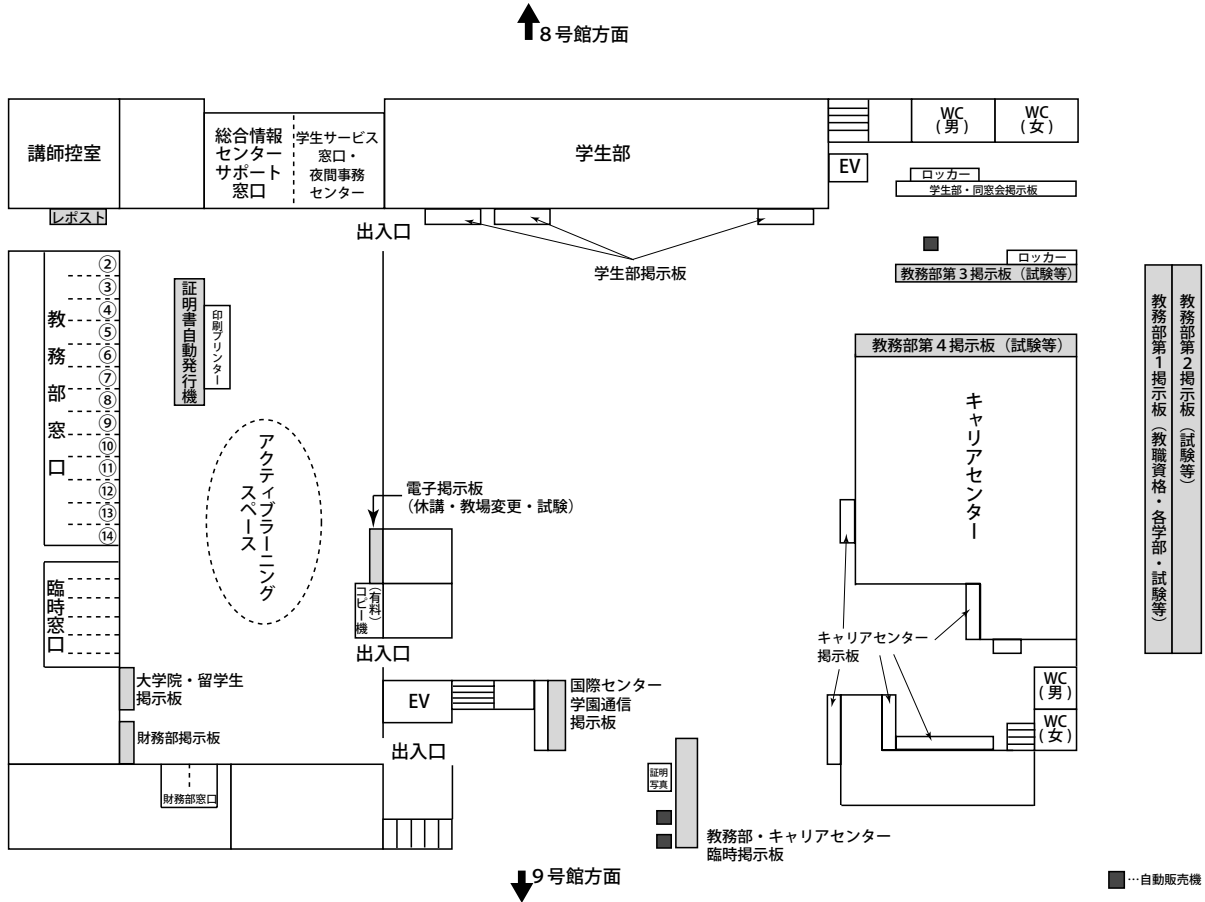 8号館方面
講師控室
総合情報
センター
サポート
窓口
学生サービス
窓口・
夜間事務
センター
学生部
WC
(男)
WC
(女)
EV
ロッカー
学生部・同窓会掲示板
レポスト
出入口
学生部掲示板
ロッカー
教務部第3掲示板(試験等)
教務部窓口
②
③
④
⑤
⑥
⑦
⑧
⑨
⑩
⑪
⑫
⑬
⑭
証明書自動発行機
印刷プリンター
教務部第4掲示板(試験等)
教務部第1掲示板(教職資格・各学部・試験等)
教務部第2掲示板(試験等)
キャリアセンター
アクティブラーニング
スペース
電子掲示板
(休講・教場変更・試験)
(有料)
コピー機
臨時窓口
出入口
キャリアセンター
掲示板
大学院・留学生
掲示板
EV
国際センター
学園通信
掲示板
WC
(男)
WC
(女)
財務部掲示板
出入口
財務部窓口
証明
写真
教務部・キャリアセンター
臨時掲示板
9号館方面
…自動販売機